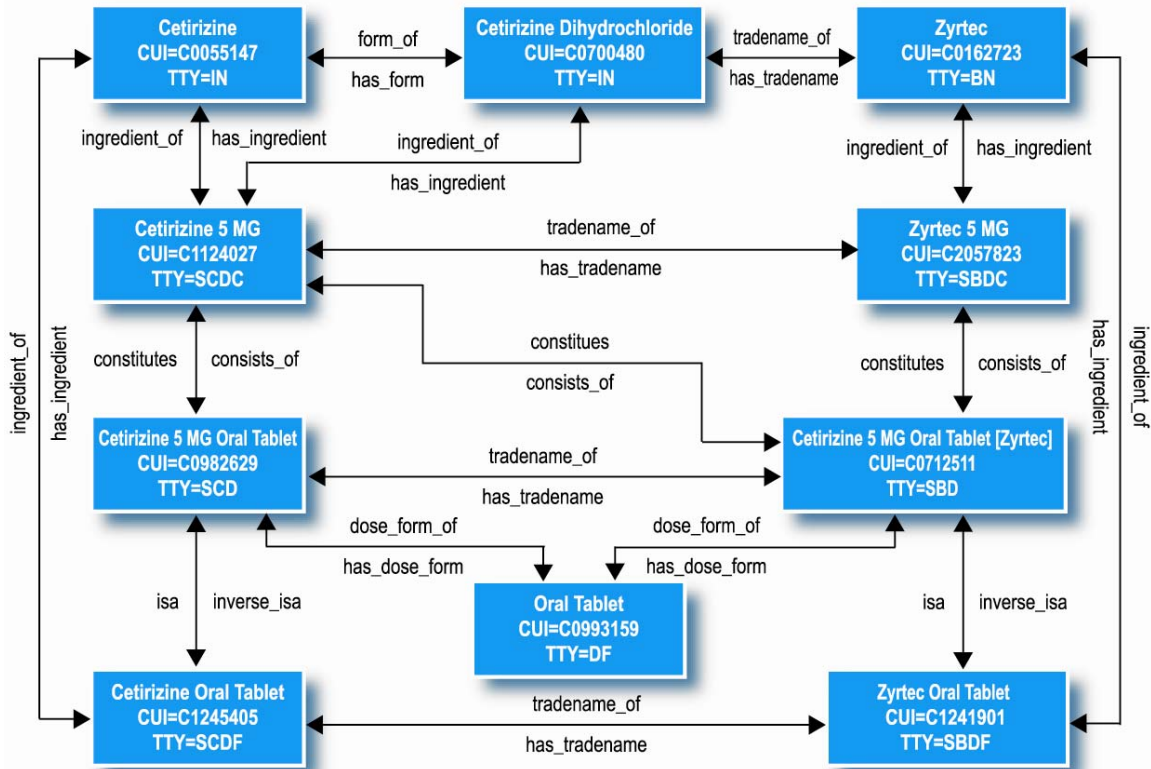 Cetirizine
CUI=C0055147
TTY=IN
form_of
has_form
Cetirizine Dihydrochloride
CUI=C0700480
TTY=IN
tradename_of
has_tradename
Zyrtec
CUI=C0162723
TTY=BN
ingredient_of
has_ingredient
ingredient_of
has_ingredient
ingredient_of
has_ingredient
Cetirizine 5 MG
CUI=C1124027
TTY=SCDC
tradename_of
has_tradename
Zyrtec 5 MG
CUI=C2057823
TTY=SBDC
ingredient_of
has_ingredient
constitutes
consists_of
constitues
consists_of
constitutes
consists_of
has_ingredient
ingredient_of
Cetirizine 5 MG Oral Tablet
CUI=C0982629
TTY=SCD
tradename_of
has_tradename
Cetirizine 5 MG Oral Tablet [Zyrtec]
CUI=C0712511
TTY=SBD
dose_form_of
has_dose_form
dose_form_of
has_dose_form
isa
inverse_isa
Oral Tablet
CUI=C0993159
TTY=DF
isa
inverse_isa
Cetirizine Oral Tablet
CUI=C1245405
TTY=SCDF
tradename_of
has_tradename
Zyrtec Oral Tablet
CUI=C1241901
TTY=SBDF